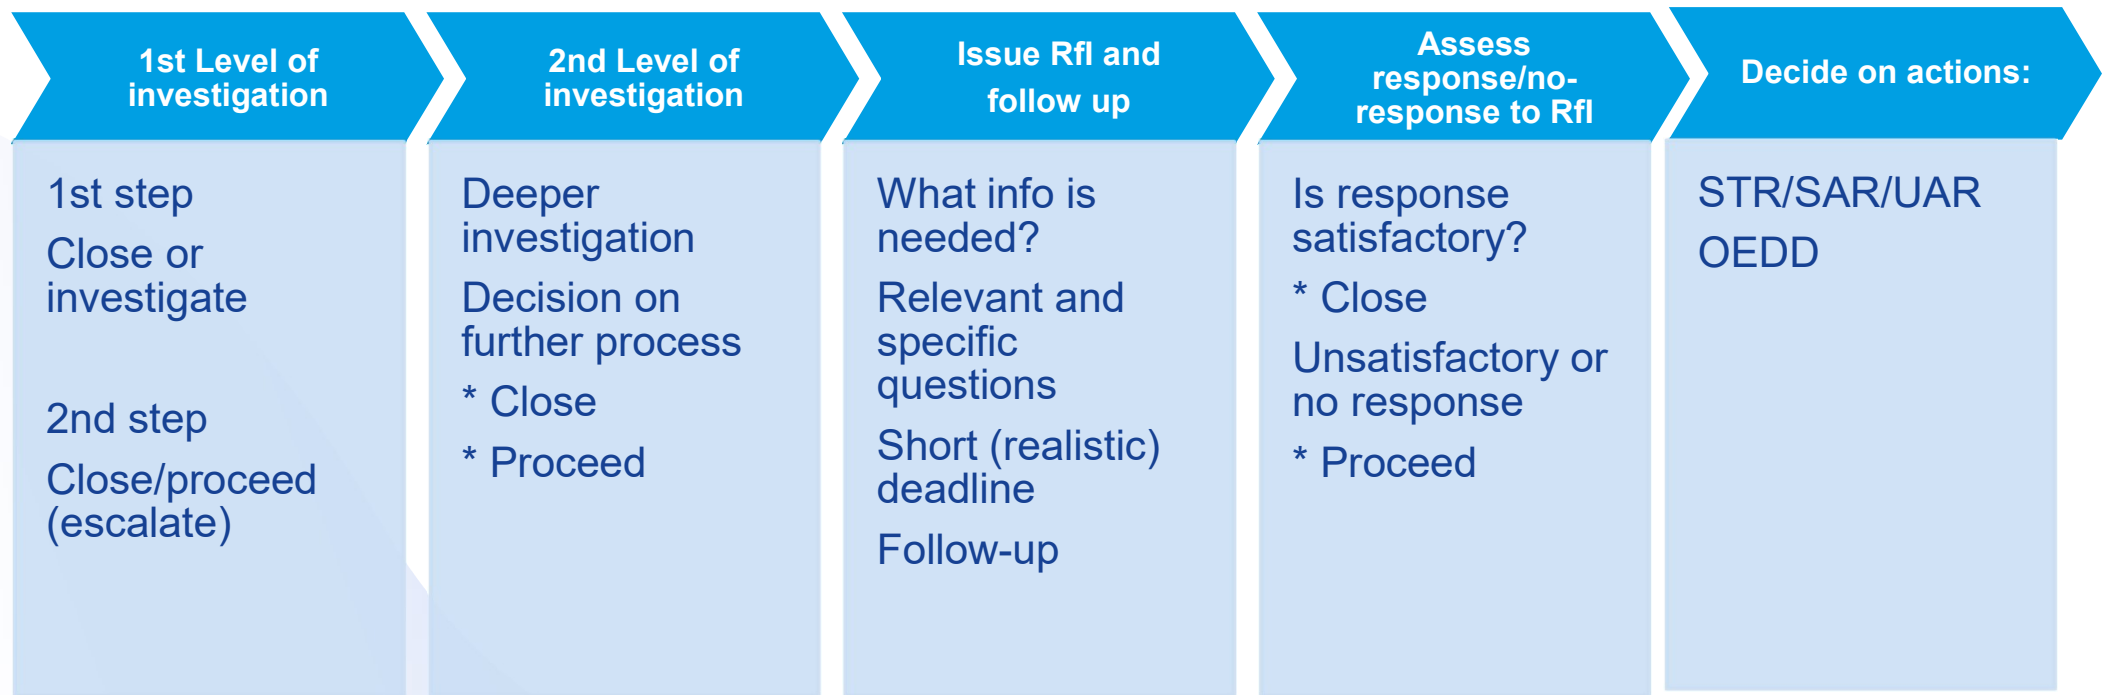 1st Level of
investigation
1st step
Close or
investigate
2nd step
Close/proceed
(escalate)
2nd Level of
investigation
Deeper
investigation
Decision on
further process
* Close
* Proceed
Issue RfI and
follow up
What info is
needed?
Relevant and
specific
questions
Short (realistic)
deadline
Follow-up
Assess
response/no-
response to RfI
Is response
satisfactory?
* Close
Unsatisfactory or
no response
* Proceed
Decide on actions:
STR/SAR/UAR
OEDD